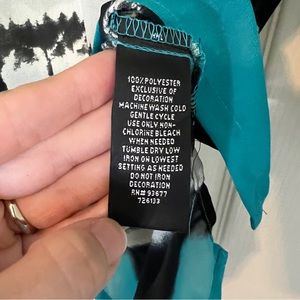 100% POLYESTER
EXCLUSIVE OF
DECORATION
MACHINE WASH COLD
GENTLE CYCLE
USE ONLY NON-
CHLORINE BLEACH
WHEN NEEDED
TUMBLE DRY LOW
IRON ON LOWEST
SETTING AS NEEDED
DO NOT IRON
DECORATION
RN# 93677
726133